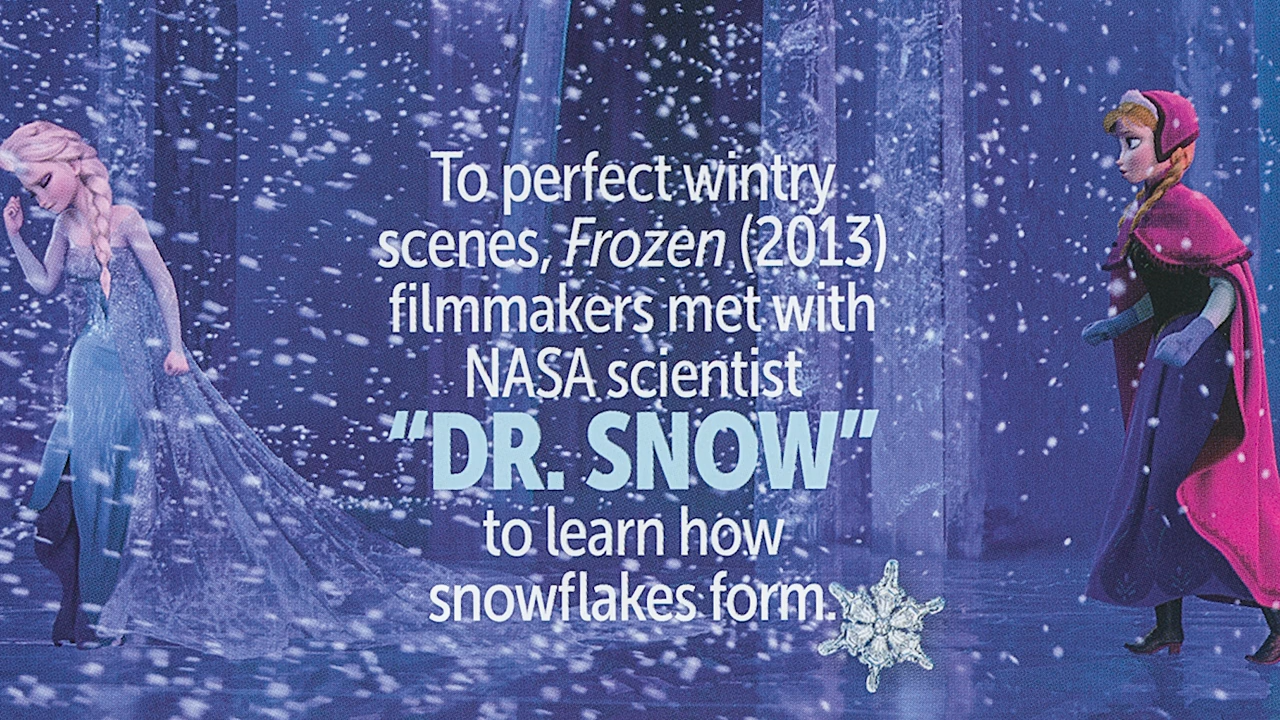 To perfect wintry
scenes, Frozen (2013)
filmmakers met with
NASA scientist
“DR. SNOW”
to learn how
snowflakes form.